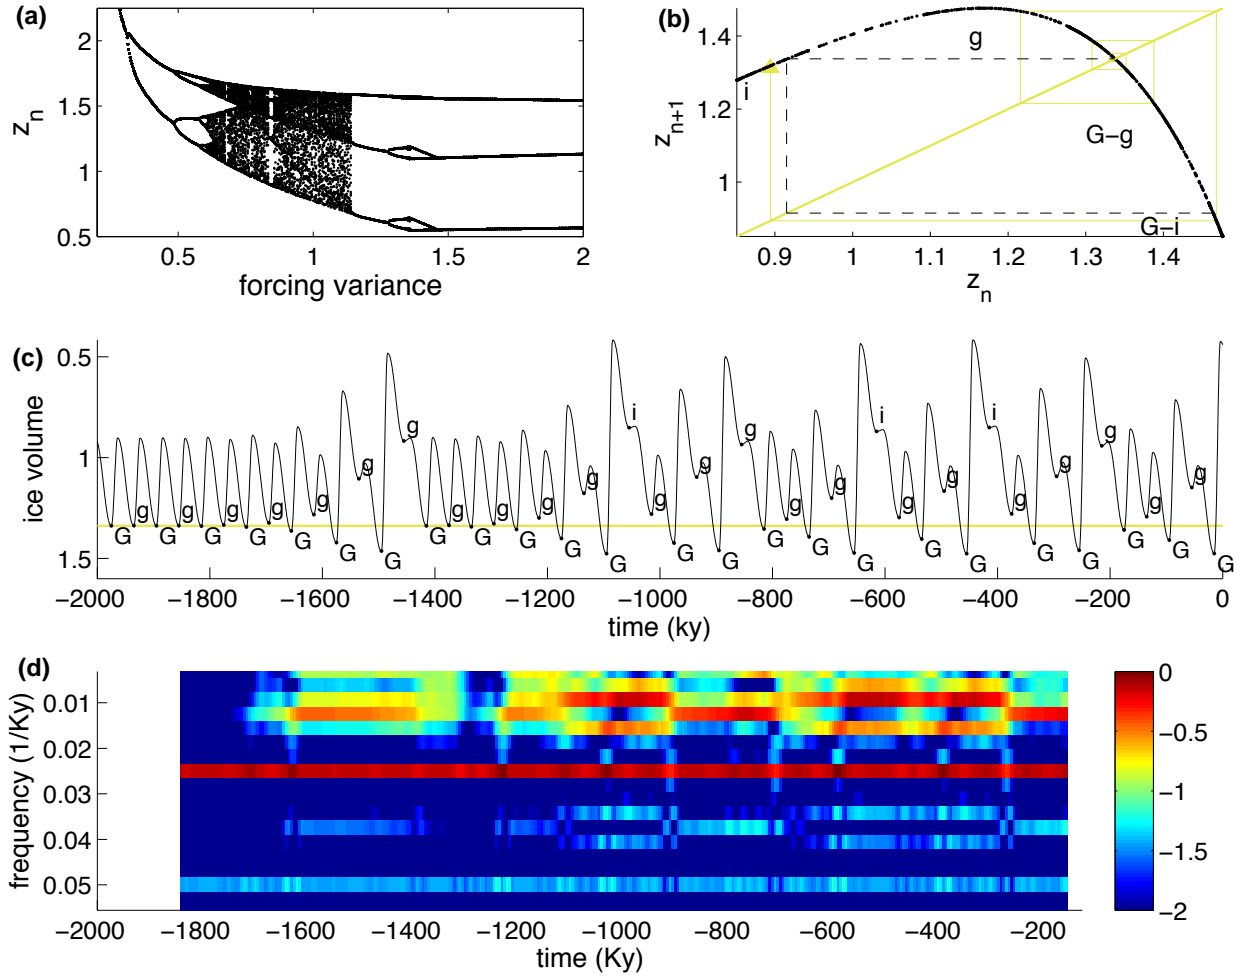 (a)
2
1.5
1
0.5
z_n
0.5 1 1.5 2
forcing variance
(b)
1.4
1.2
1
z_{n+1}
g
i
G−g
G−i
0.9 1 1.1 1.2 1.3 1.4
z_n
(c)
0.5
1
1.5
ice volume
g g g g g g g g g i g g g g g i g g i g g g g g g
G G G G G G G G G G G G G G G G G G G G G
−2000 −1800 −1600 −1400 −1200 −1000 −800 −600 −400 −200 0
time (ky)
(d)
0.01
0.02
0.03
0.04
0.05
frequency (1/Ky)
−2000 −1800 −1600 −1400 −1200 −1000 −800 −600 −400 −200
time (Ky)
0
−0.5
−1
−1.5
−2